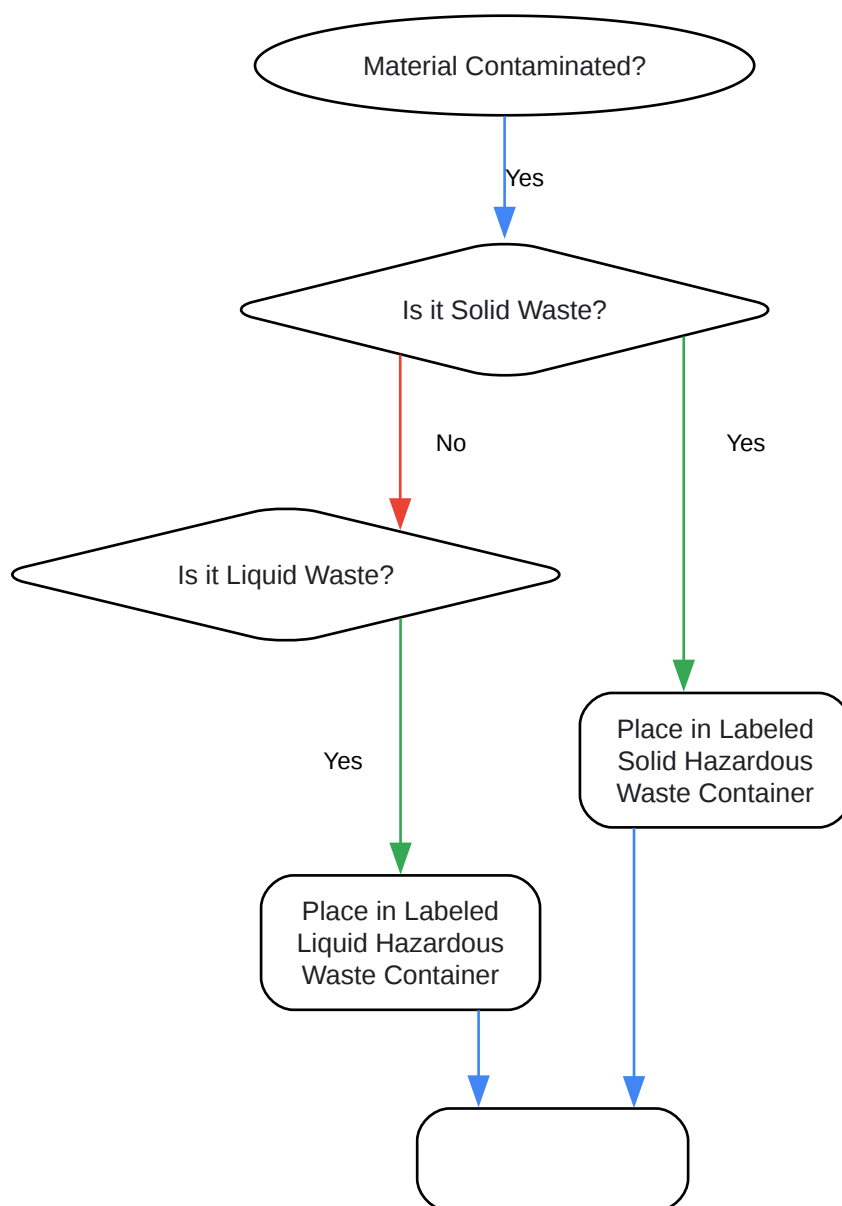 Material Contaminated?
Yes
Is it Solid Waste?
No
Yes
Is it Liquid Waste?
Place in Labeled
Solid Hazardous
Waste Container
Yes
Place in Labeled
Liquid Hazardous
Waste Container